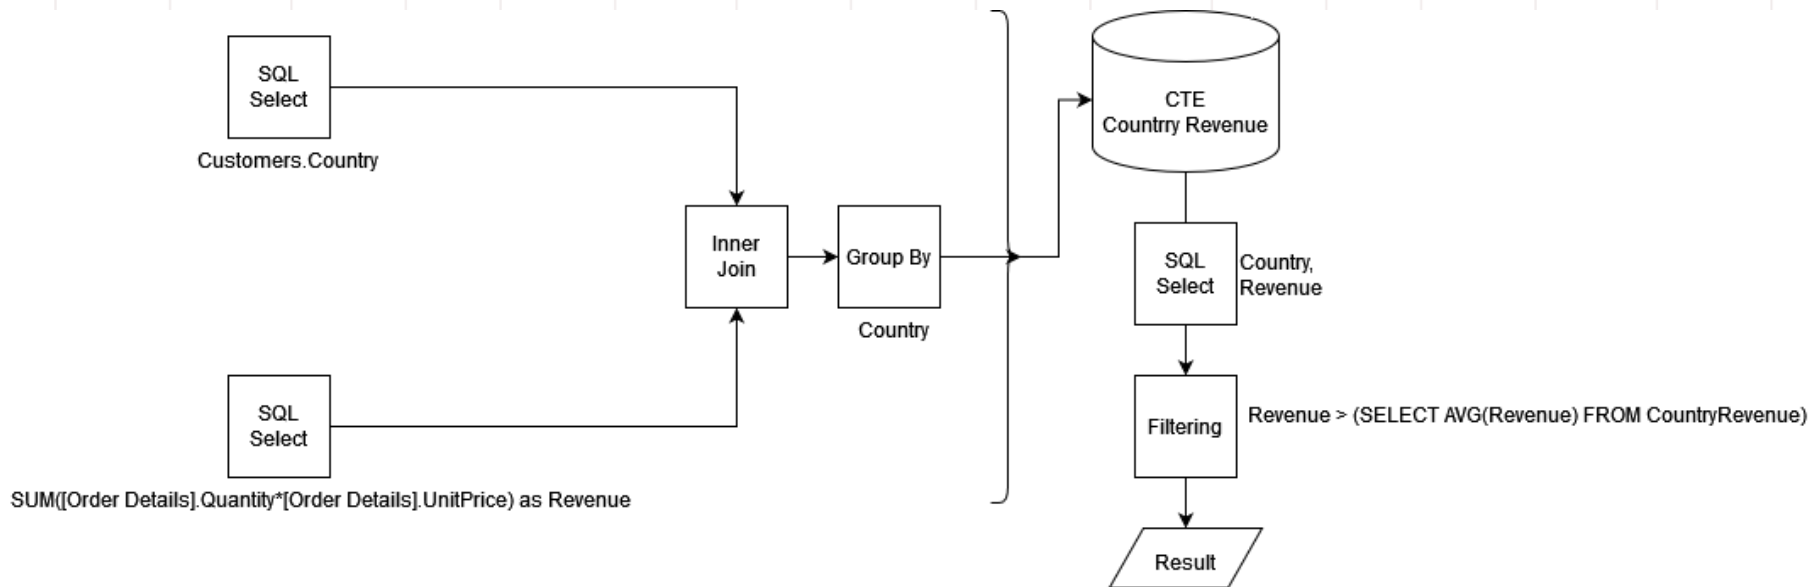 SQL
Select
Customers.Country
SQL
Select
SUM([Order Details].Quantity*[Order Details].UnitPrice) as Revenue
Inner
Join
Group By
Country
CTE
Countrry Revenue
SQL
Select
Country,
Revenue
Filtering
Revenue > (SELECT AVG(Revenue) FROM CountryRevenue)
Result